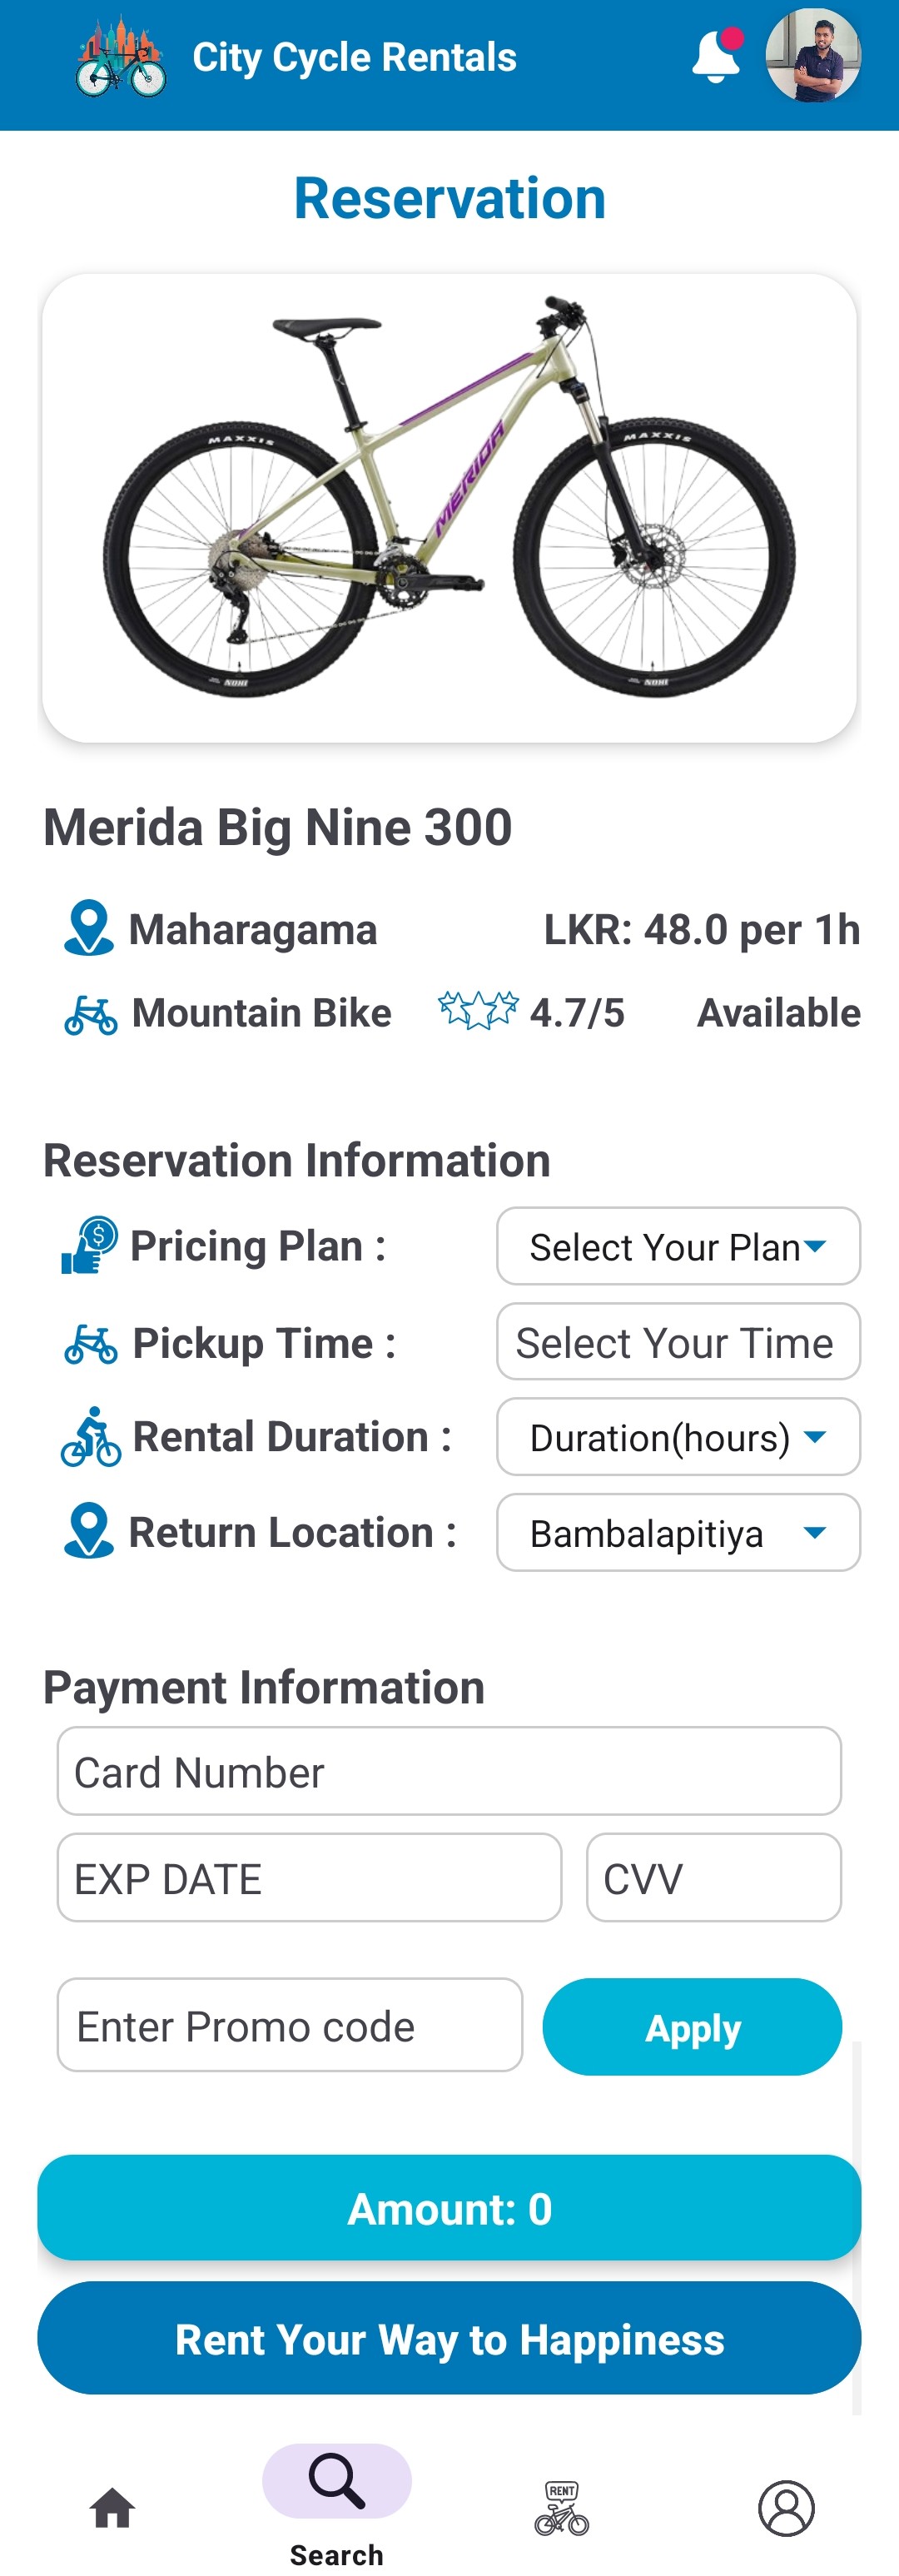 City Cycle Rentals
Reservation
MAXXIS
MAXXIS
MERIDA
Merida Big Nine 300
Maharagama
LKR: 48.0 per 1h
Mountain Bike
4.7/5
Available
Reservation Information
$
Pricing Plan :
Select Your Plan
Pickup Time :
Select Your Time
Rental Duration :
Duration(hours)
Return Location :
Bambalapitiya
Payment Information
Card Number
EXP DATE
CVV
Enter Promo code
Apply
Amount: 0
Rent Your Way to Happiness
RENT
Search